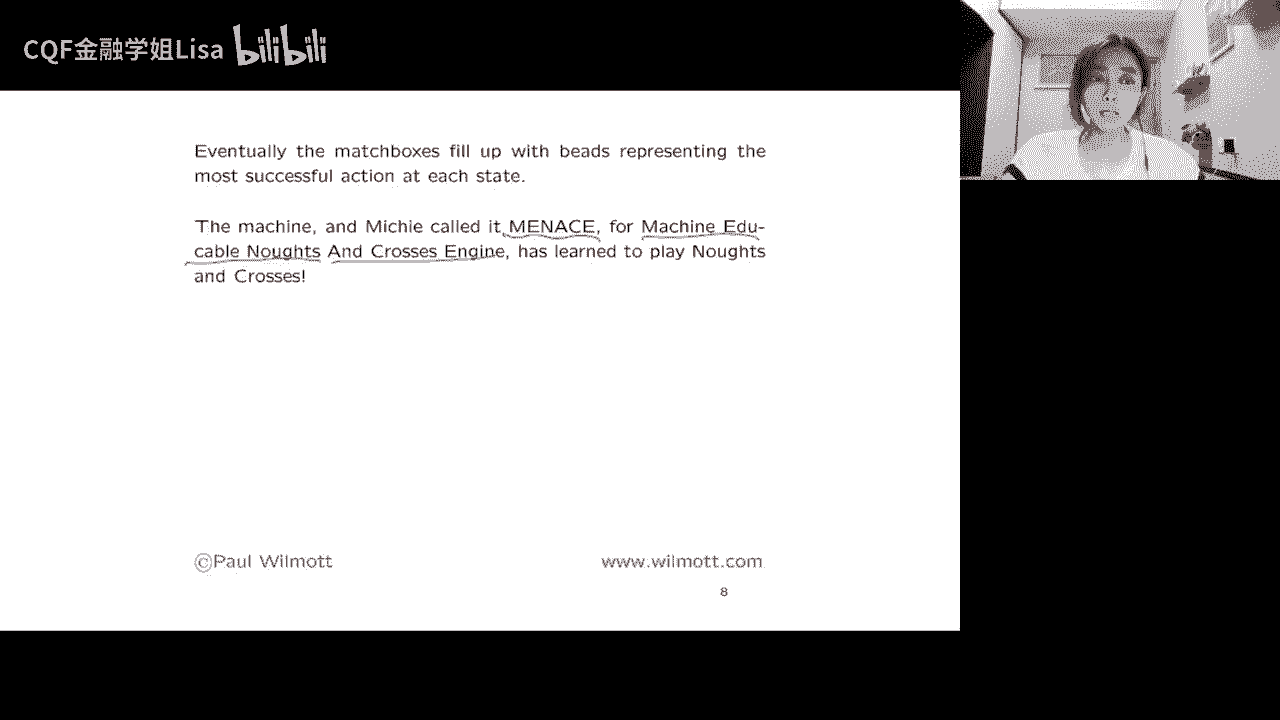 CQF金融学姐Lisa bilibili
Eventually the matchboxes fill up with beads representing the
most successful action at each state.
The machine, and Michie called it MENACE, for Machine Edu-
cable Noughts And Crosses Engine, has learned to play Noughts
and Crosses!
©Paul Wilmott www.wilmott.com
8